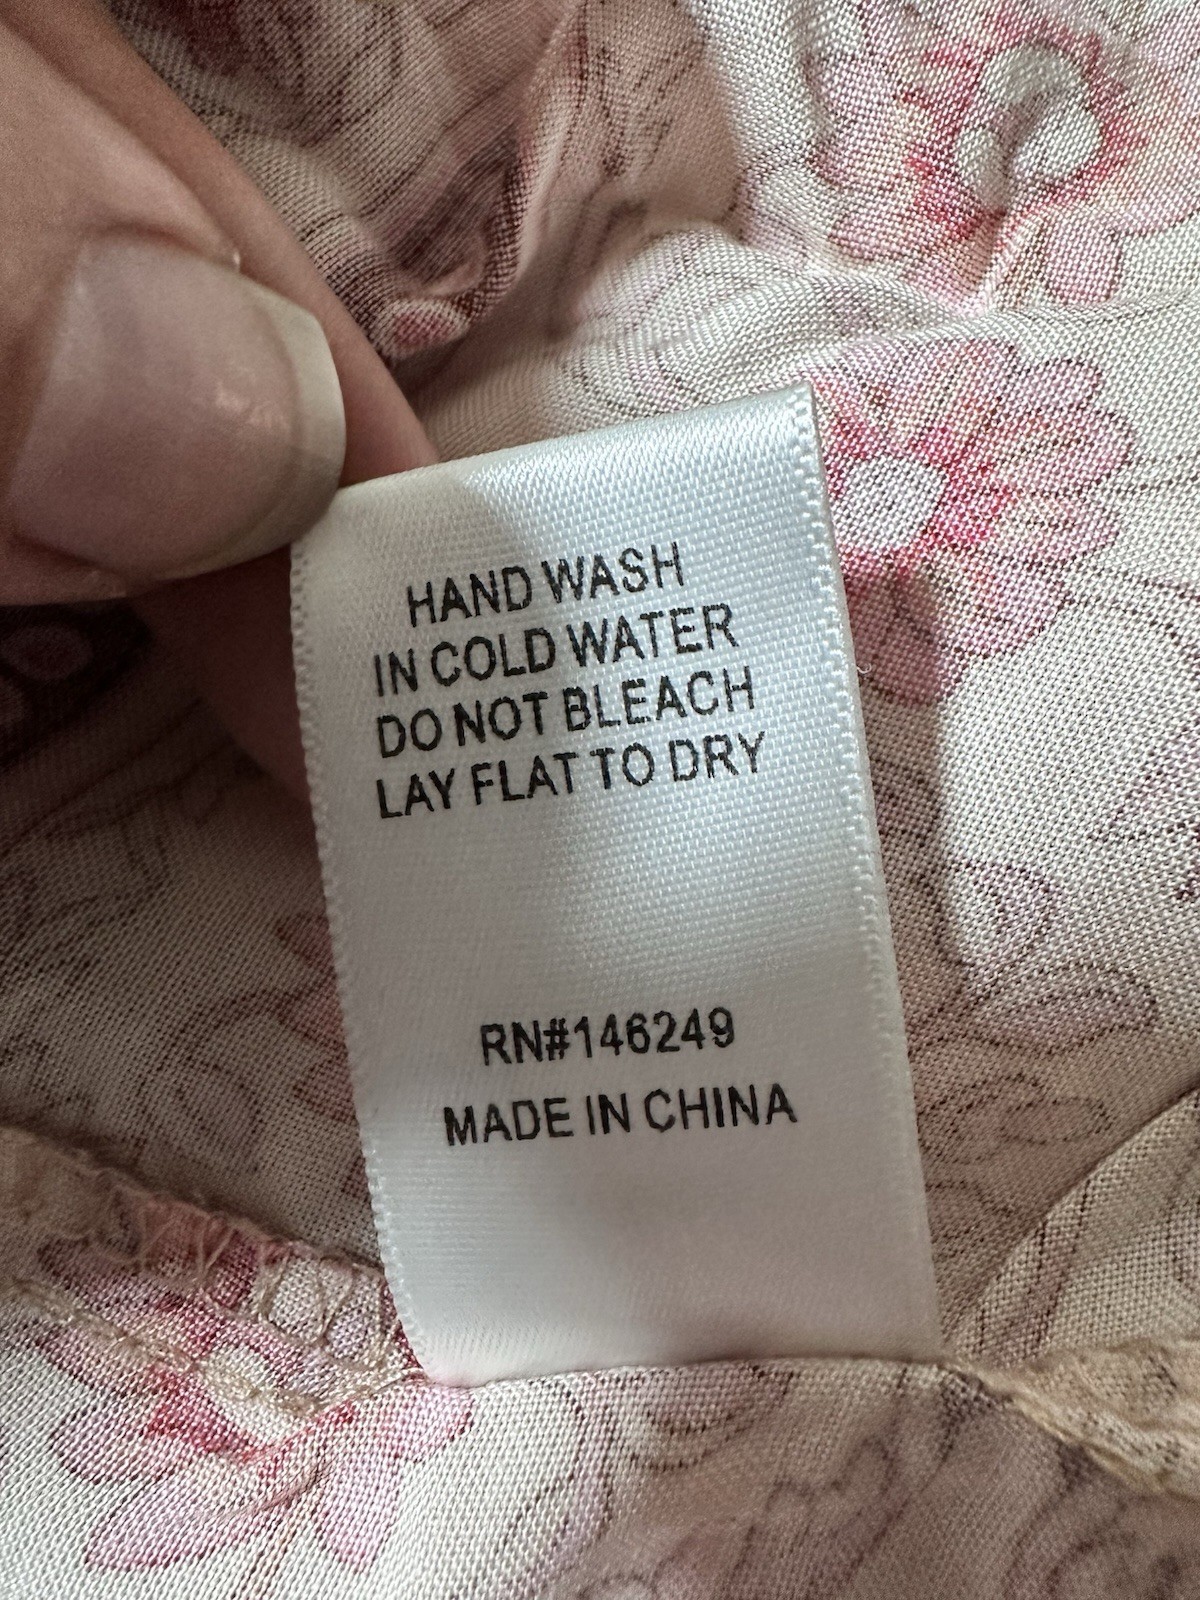 HAND WASH
IN COLD WATER
DO NOT BLEACH
LAY FLAT TO DRY
RN#146249
MADE IN CHINA